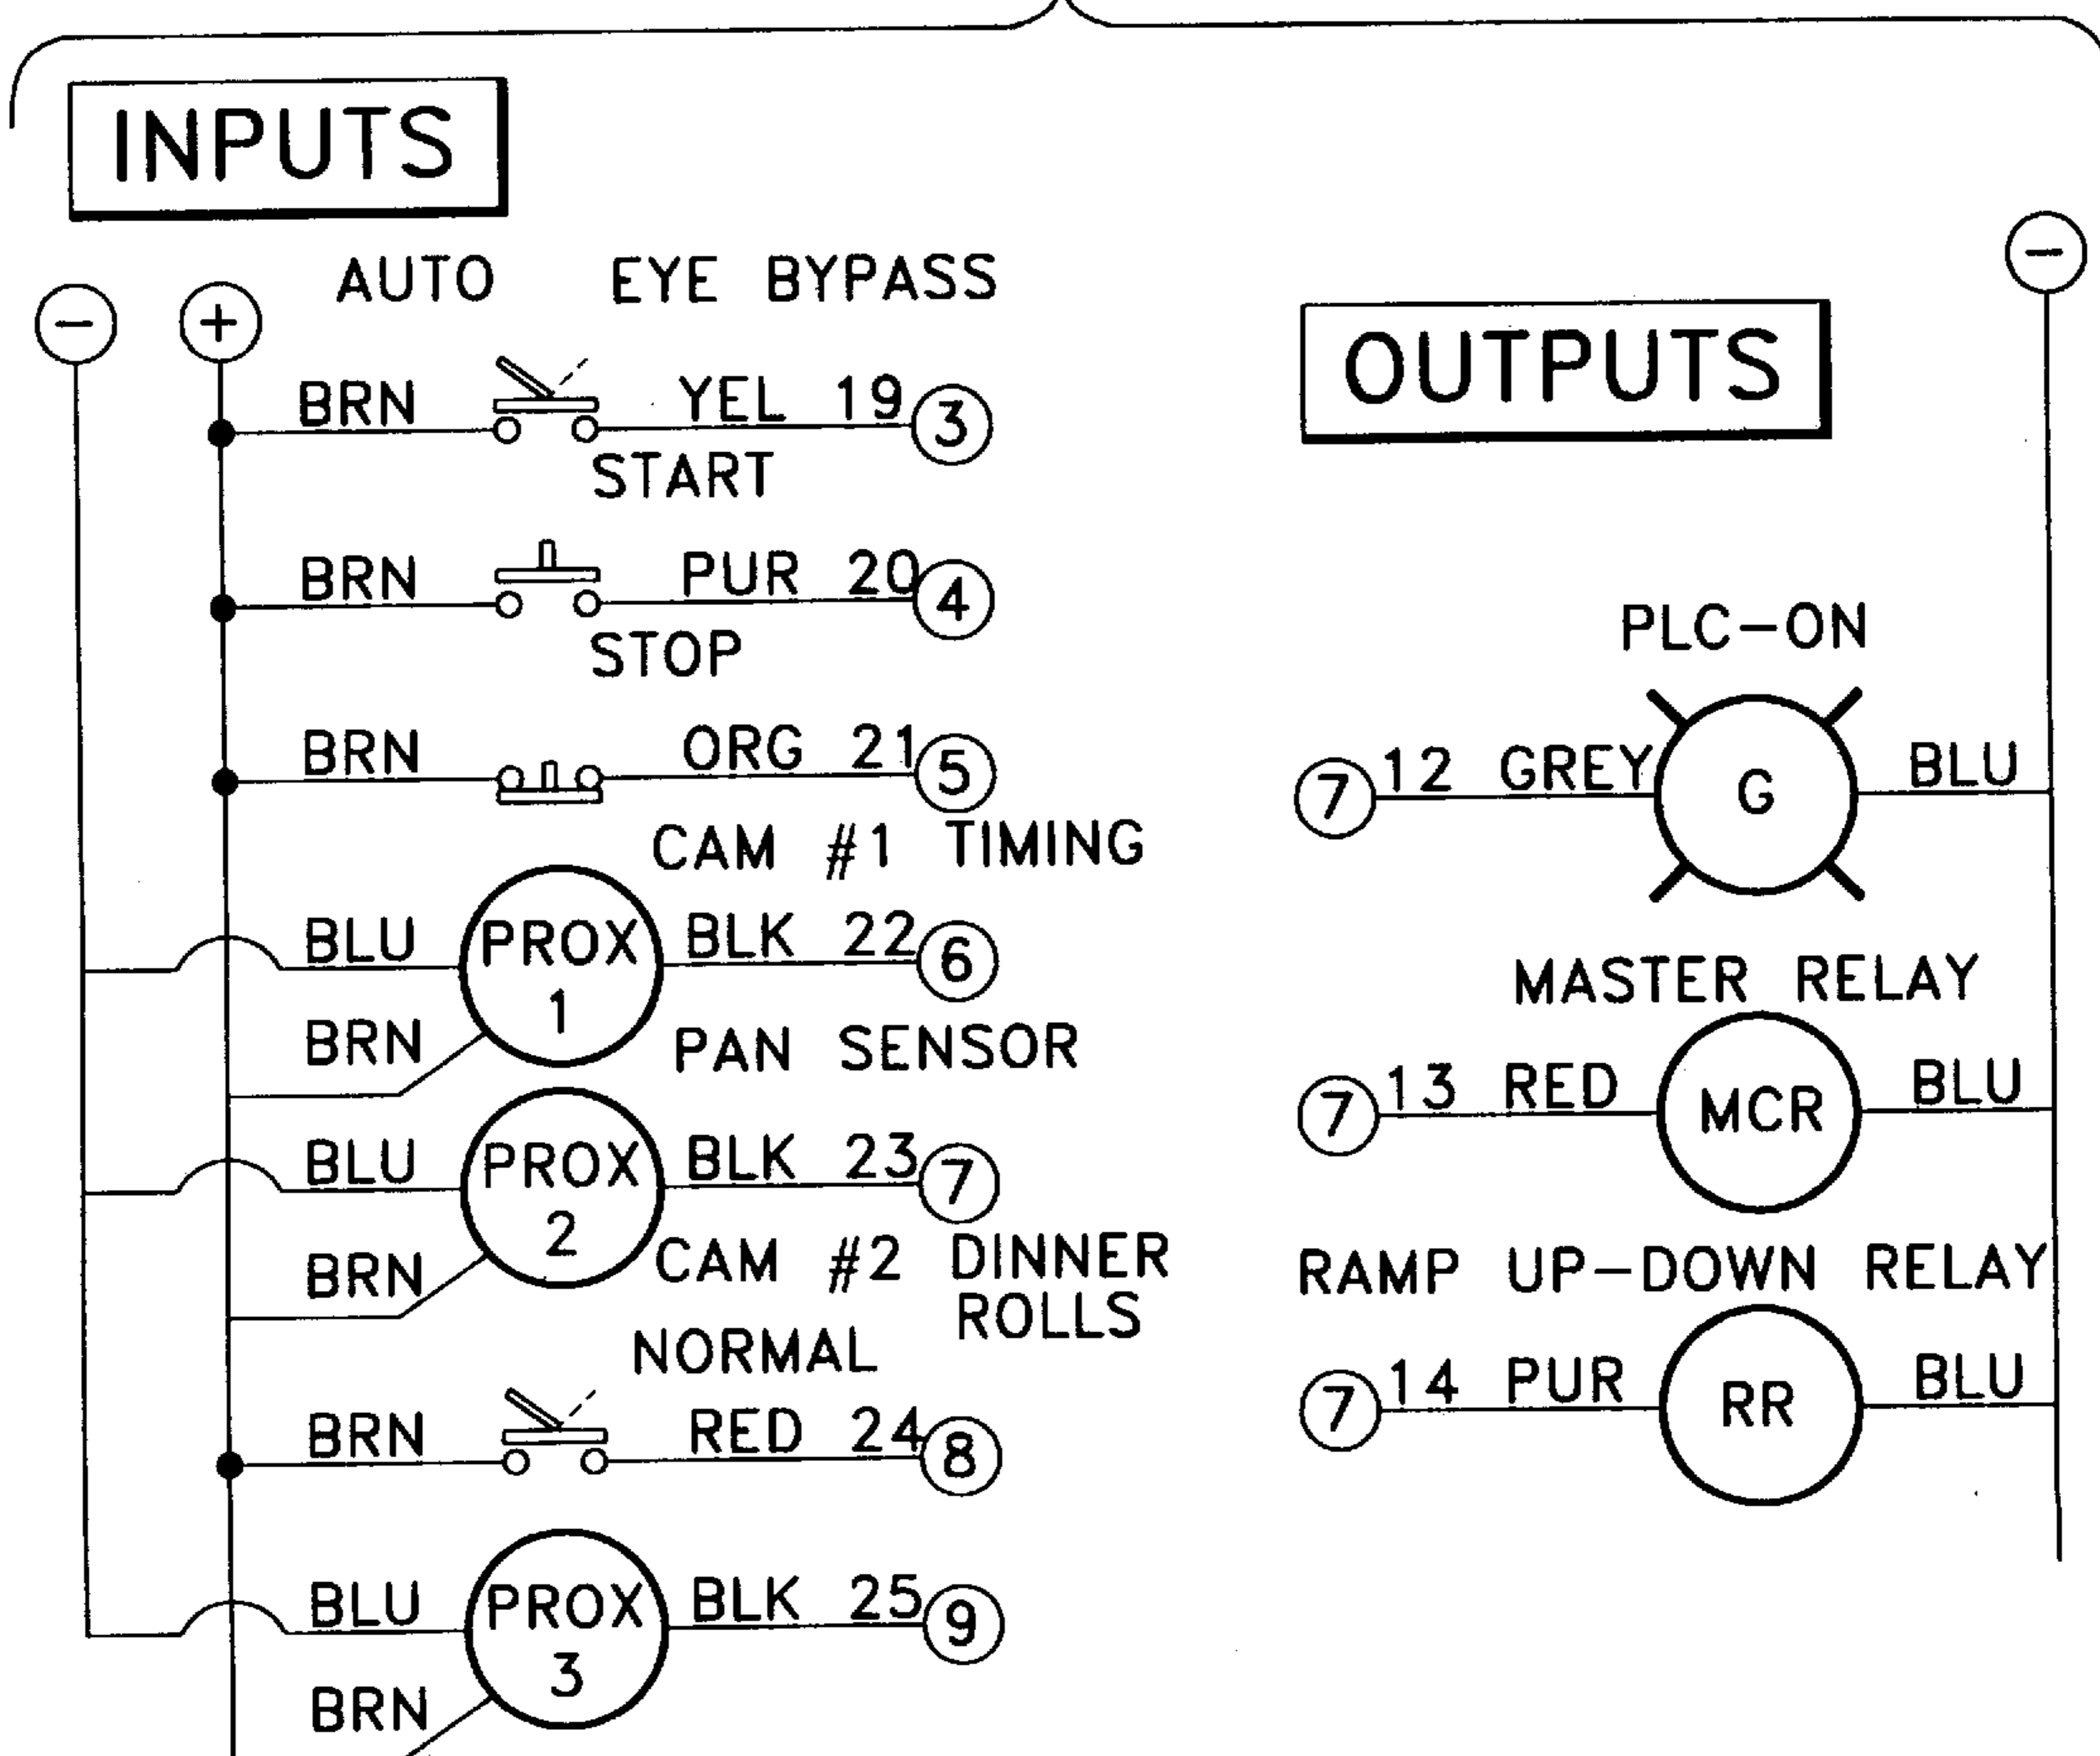 INPUTS
− + AUTO EYE BYPASS
BRN YEL 19 3
START
BRN PUR 20 4
STOP
BRN ORG 21 5
CAM #1 TIMING
BLU PROX 1 BLK 22 6
BRN PAN SENSOR
BLU PROX 2 BLK 23 7
BRN CAM #2 DINNER
ROLLS
NORMAL
BRN RED 24 8
BLU PROX 3 BLK 25 9
BRN
−
OUTPUTS
PLC-ON
7 12 GREY G BLU
MASTER RELAY
7 13 RED MCR BLU
RAMP UP-DOWN RELAY
7 14 PUR RR BLU